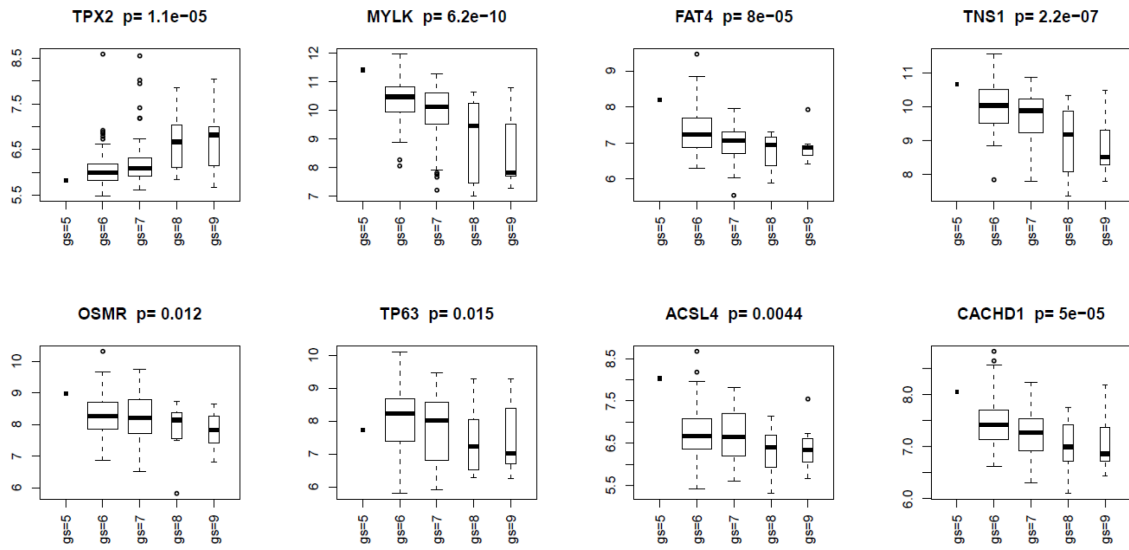 TPX2 p= 1.1e−05
8.5
7.5
6.5
5.5
gs=5
gs=6
gs=7
gs=8
gs=9
MYLK p= 6.2e−10
12
11
10
9
8
7
gs=5
gs=6
gs=7
gs=8
gs=9
FAT4 p= 8e−05
9
8
7
6
gs=5
gs=6
gs=7
gs=8
gs=9
TNS1 p= 2.2e−07
11
10
9
8
gs=5
gs=6
gs=7
gs=8
gs=9
OSMR p= 0.012
10
9
8
7
6
gs=5
gs=6
gs=7
gs=8
gs=9
TP63 p= 0.015
10
9
8
7
6
gs=5
gs=6
gs=7
gs=8
gs=9
ACSL4 p= 0.0044
8.5
7.5
6.5
5.5
gs=5
gs=6
gs=7
gs=8
gs=9
CACHD1 p= 5e−05
8.0
7.0
6.0
gs=5
gs=6
gs=7
gs=8
gs=9